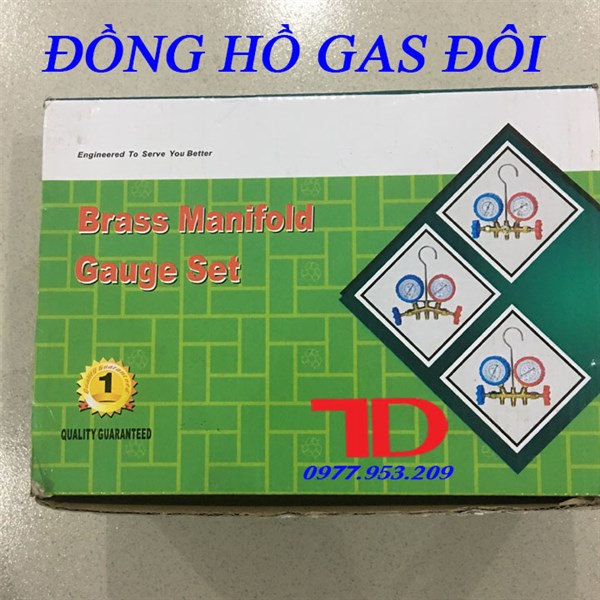 ĐỒNG HỒ GAS ĐÔI
Engineered To Serve You Better
Brass Manifold
Gauge Set
1
QUALITY GUARANTEED
TD
0977.953.209